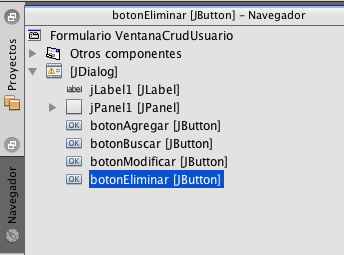 botonEliminar [JButton] - Navegador
Proyectos
Navegador
Formulario VentanaCrudUsuario
Otros componentes
[JDialog]
label jLabel1 [JLabel]
jPanel1 [JPanel]
OK botonAgregar [JButton]
OK botonBuscar [JButton]
OK botonModificar [JButton]
OK botonEliminar [JButton]